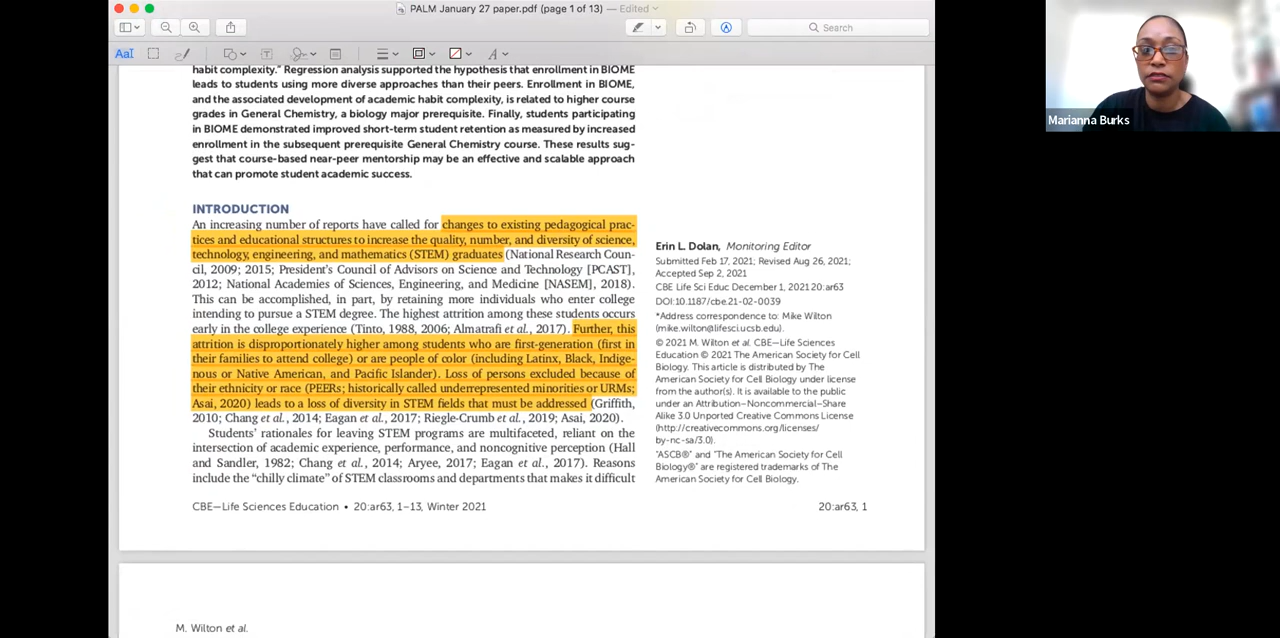 PALM January 27 paper.pdf (page 1 of 13) — Edited
Search
AaI
A
Marianna Burks
habit complexity." Regression analysis supported the hypothesis that enrollment in BIOME
leads to students using more diverse approaches than their peers. Enrollment in BIOME,
and the associated development of academic habit complexity, is related to higher course
grades in General Chemistry, a biology major prerequisite. Finally, students participating
in BIOME demonstrated improved short-term student retention as measured by increased
enrollment in the subsequent prerequisite General Chemistry course. These results sug-
gest that course-based near-peer mentorship may be an effective and scalable approach
that can promote student academic success.
INTRODUCTION
An increasing number of reports have called for changes to existing pedagogical prac-
tices and educational structures to increase the quality, number, and diversity of science,
technology, engineering, and mathematics (STEM) graduates (National Research Coun-
cil, 2009; 2015; President's Council of Advisors on Science and Technology [PCAST],
2012; National Academies of Sciences, Engineering, and Medicine [NASEM], 2018).
This can be accomplished, in part, by retaining more individuals who enter college
intending to pursue a STEM degree. The highest attrition among these students occurs
early in the college experience (Tinto, 1988, 2006; Almatrafi et al., 2017). Further, this
attrition is disproportionately higher among students who are first-generation (first in
their families to attend college) or are people of color (including Latinx, Black, Indige-
nous or Native American, and Pacific Islander). Loss of persons excluded because of
their ethnicity or race (PEERs; historically called underrepresented minorities or URMs;
Asai, 2020) leads to a loss of diversity in STEM fields that must be addressed (Griffith,
2010; Chang et al., 2014; Eagan et al., 2017; Riegle-Crumb et al., 2019; Asai, 2020).
Students' rationales for leaving STEM programs are multifaceted, reliant on the
intersection of academic experience, performance, and noncognitive perception (Hall
and Sandler, 1982; Chang et al., 2014; Aryee, 2017; Eagan et al., 2017). Reasons
include the "chilly climate" of STEM classrooms and departments that makes it difficult
Erin L. Dolan, Monitoring Editor
Submitted Feb 17, 2021; Revised Aug 26, 2021;
Accepted Sep 2, 2021
CBE Life Sci Educ December 1, 2021 20:ar63
DOI:10.1187/cbe.21-02-0039
*Address correspondence to: Mike Wilton
(mike.wilton@lifesci.ucsb.edu).
© 2021 M. Wilton et al. CBE—Life Sciences
Education © 2021 The American Society for Cell
Biology. This article is distributed by The
American Society for Cell Biology under license
from the author(s). It is available to the public
under an Attribution–Noncommercial–Share
Alike 3.0 Unported Creative Commons License
(http://creativecommons.org/licenses/
by-nc-sa/3.0).
"ASCB®" and "The American Society for Cell
Biology®" are registered trademarks of The
American Society for Cell Biology.
CBE—Life Sciences Education • 20:ar63, 1–13, Winter 2021
20:ar63, 1
M. Wilton et al.